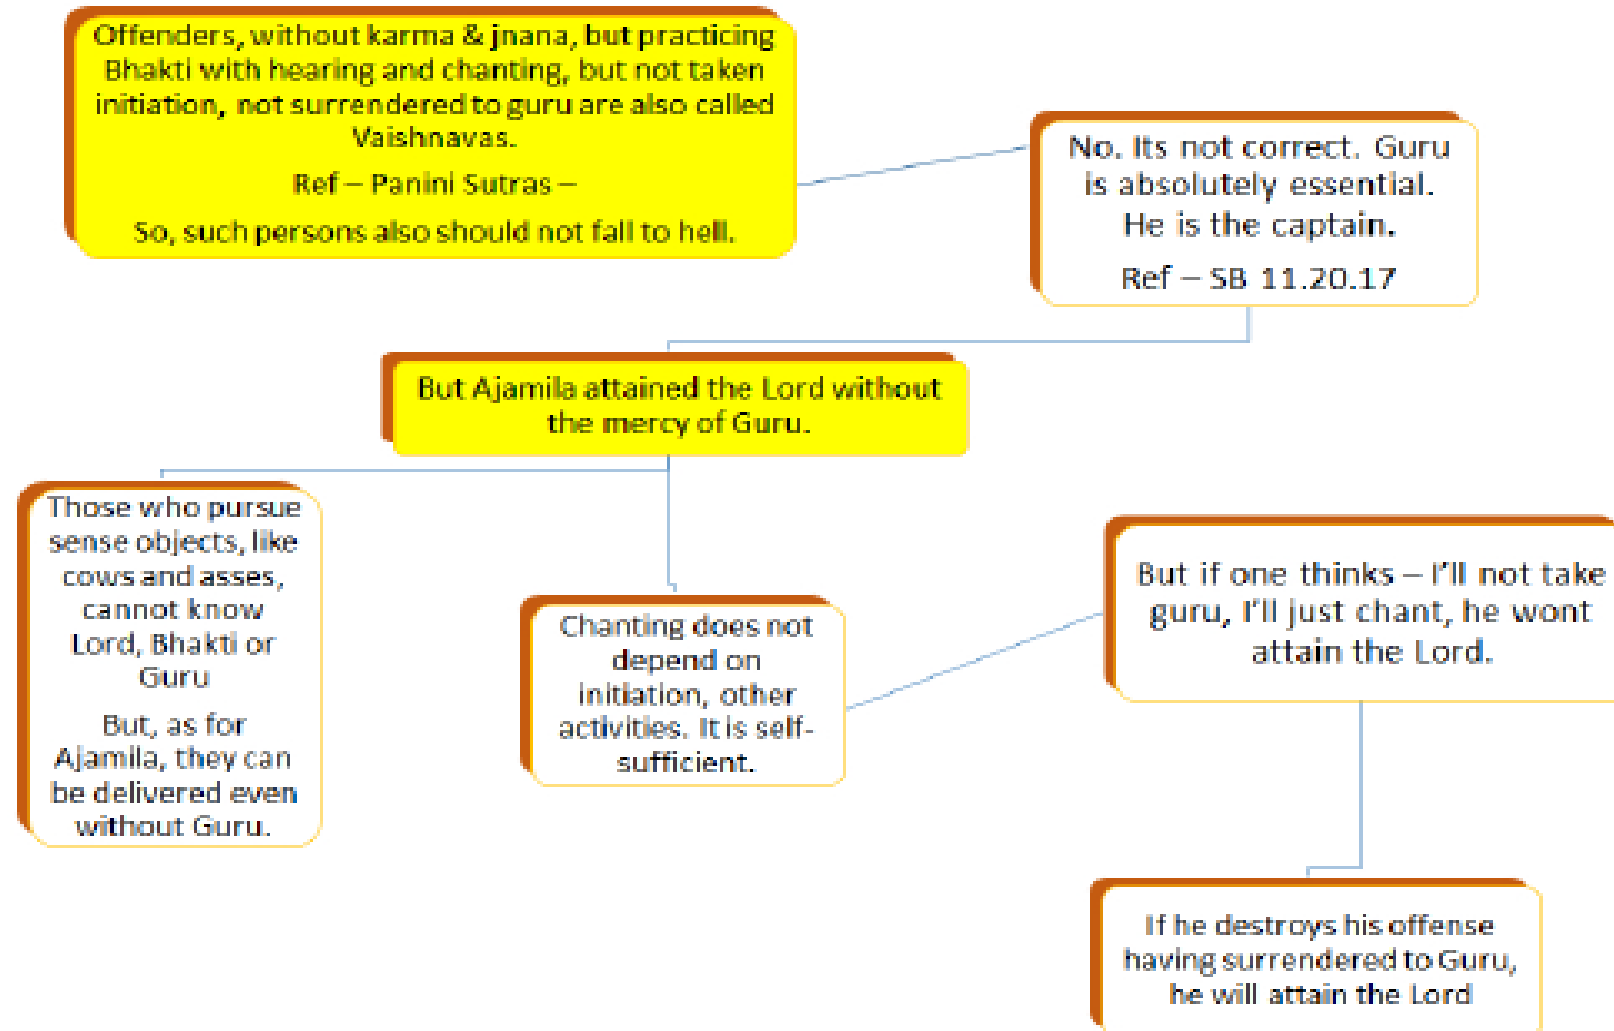 Offenders, without karma & jnana, but practicing
Bhakti with hearing and chanting, but not taken
initiation, not surrendered to guru are also called
Vaishnavas.
Ref – Panini Sutras –
So, such persons also should not fall to hell.
No. Its not correct. Guru
is absolutely essential.
He is the captain.
Ref – SB 11.20.17
But Ajamila attained the Lord without
the mercy of Guru.
Those who pursue
sense objects, like
cows and asses,
cannot know
Lord, Bhakti or
Guru
But, as for
Ajamila, they can
be delivered even
without Guru.
Chanting does not
depend on
initiation, other
activities. It is self-
sufficient.
But if one thinks – I'll not take
guru, I'll just chant, he wont
attain the Lord.
If he destroys his offense
having surrendered to Guru,
he will attain the Lord